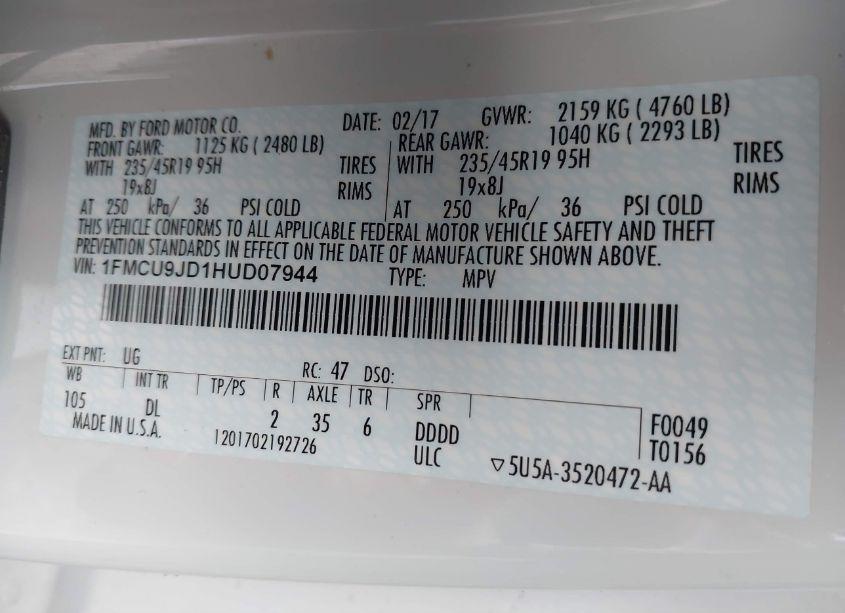 MFD. BY FORD MOTOR CO. DATE: 02/17 GVWR: 2159 KG ( 4760 LB)
FRONT GAWR: 1125 KG ( 2480 LB) REAR GAWR: 1040 KG ( 2293 LB)
WITH 235/45R19 95H TIRES WITH 235/45R19 95H TIRES
19x8J RIMS 19x8J RIMS
AT 250 kPa/ 36 PSI COLD AT 250 kPa/ 36 PSI COLD
THIS VEHICLE CONFORMS TO ALL APPLICABLE FEDERAL MOTOR VEHICLE SAFETY AND THEFT
PREVENTION STANDARDS IN EFFECT ON THE DATE OF MANUFACTURE SHOWN ABOVE.
VIN: 1FMCU9JD1HUD07944 TYPE: MPV
EXT PNT: UG RC: 47 DSO:
WB INT TR TP/PS R AXLE TR SPR
105 DL 2 35 6 DDDD F0049
MADE IN U.S.A. 1201702192726 ULC T0156
▽5U5A-3520472-AA